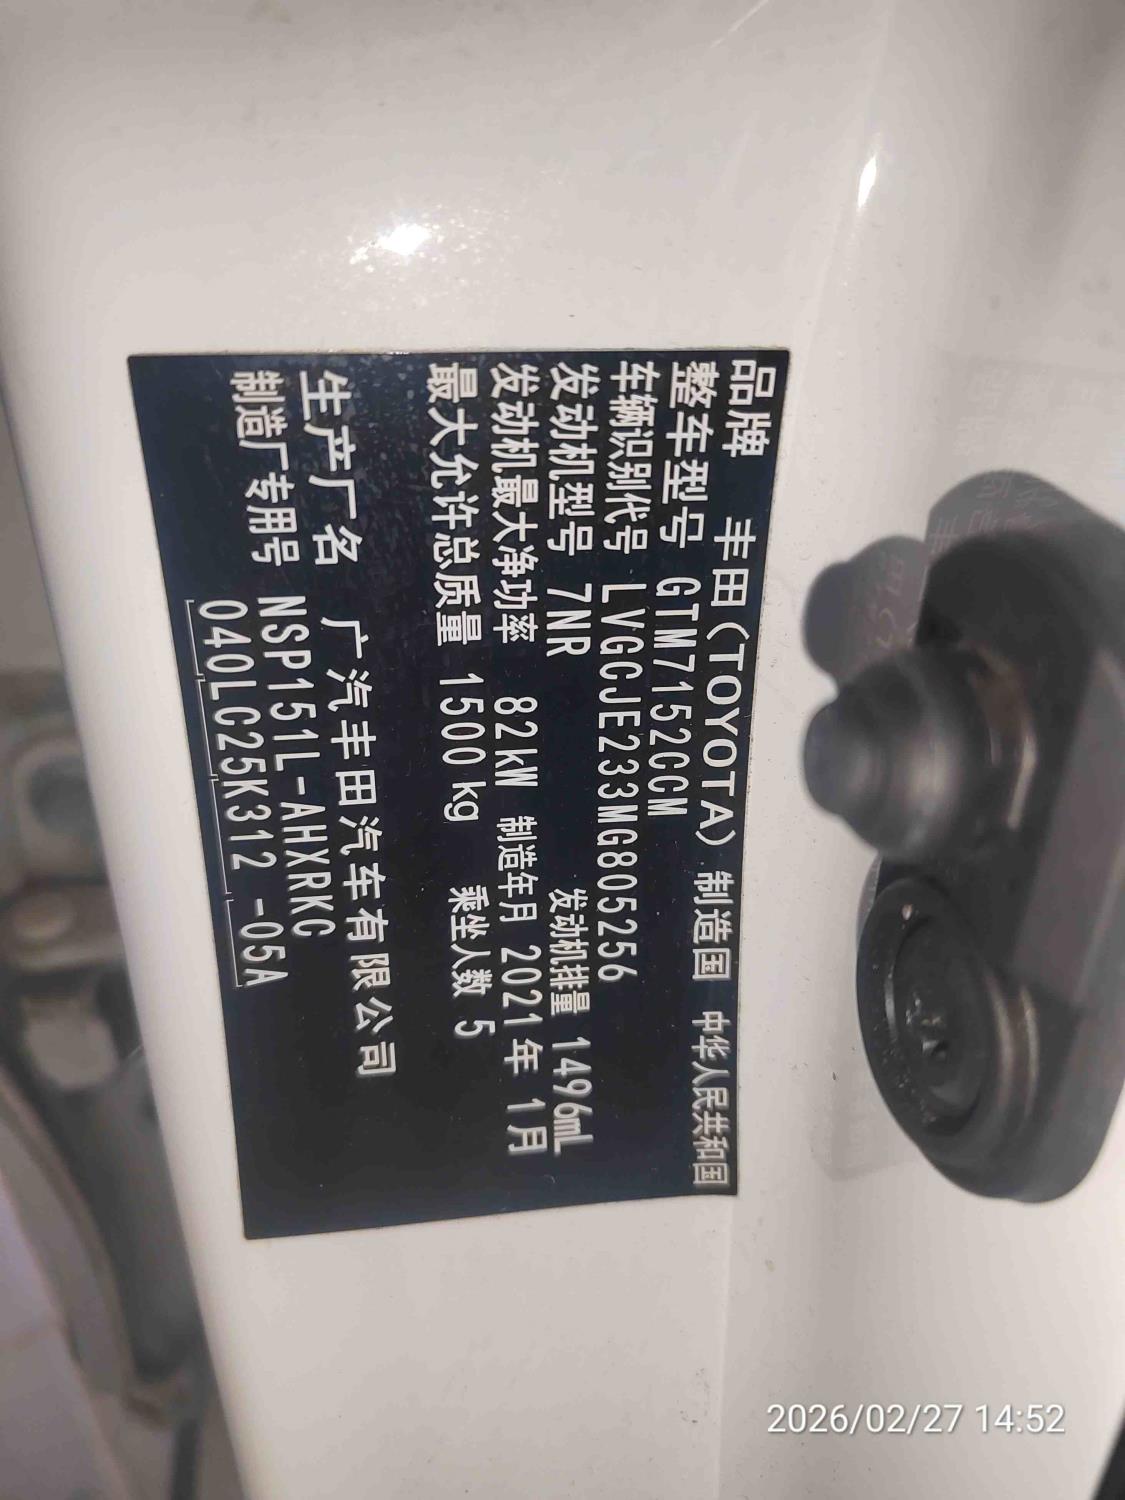 品牌 丰田(TOYOTA) 制造国 中华人民共和国
整车型号 GTM7152CCM
车辆识别代号 LVGCJE233MG805256
发动机型号 7NR 发动机排量 1496mL
发动机最大净功率 82kW 制造年月 2021年 1月
最大允许总质量 1500kg 乘坐人数 5
生产厂名 广汽丰田汽车有限公司
制造厂专用号 NSP151L-AHXRKC
040LC25K312 -05A
2026/02/27 14:52